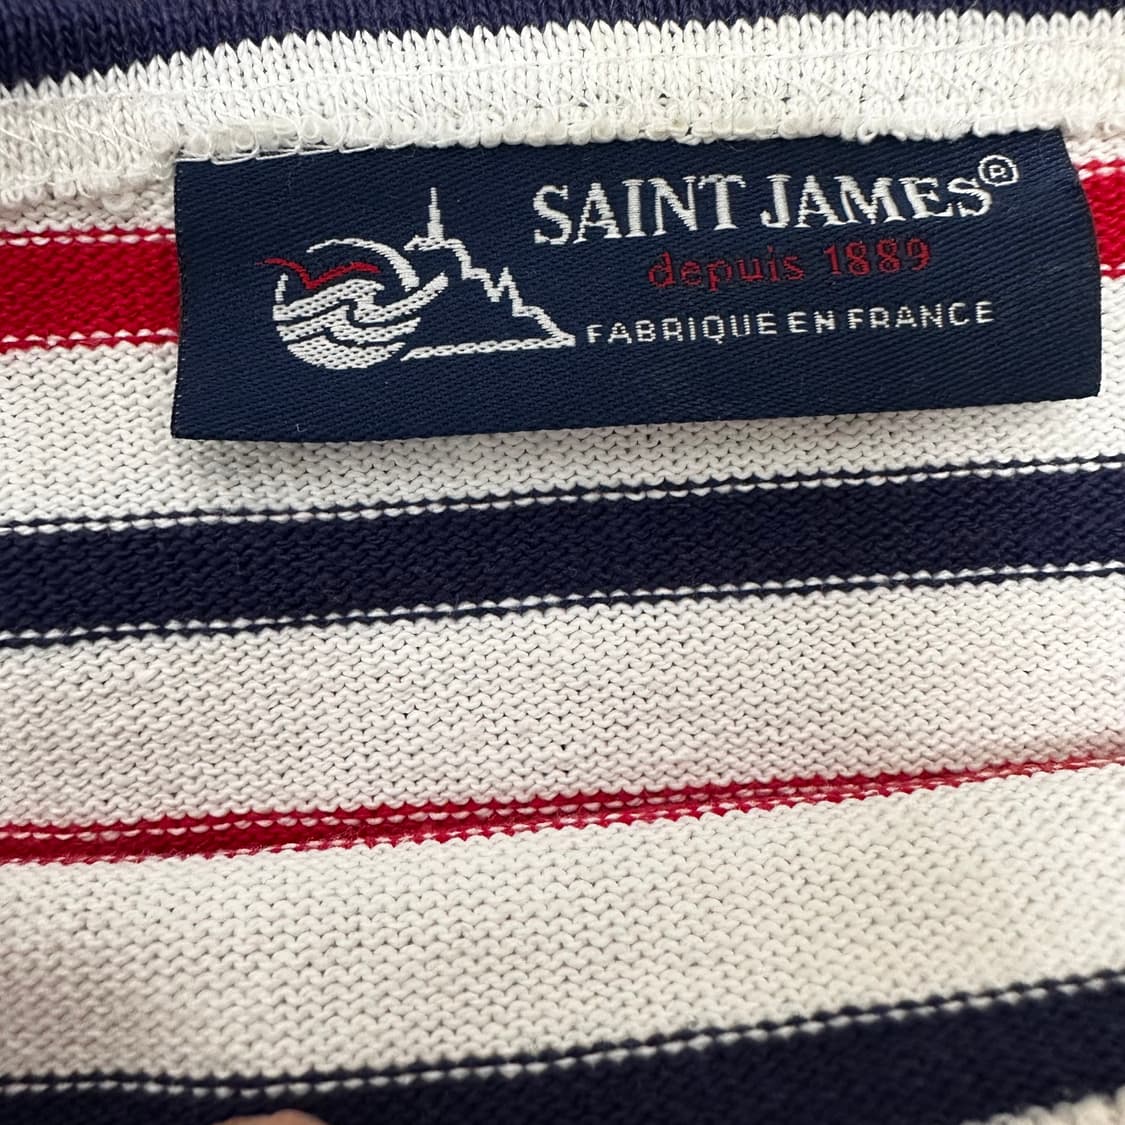 SAINT JAMES®
depuis 1889
FABRIQUE EN FRANCE